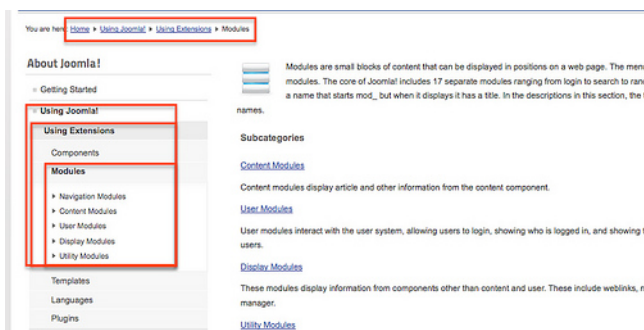 You are here: Home ▸ Using Joomla! ▸ Using Extensions ▸ Modules
About Joomla!
Getting Started
Using Joomla!
Using Extensions
Components
Modules
Navigation Modules
Content Modules
User Modules
Display Modules
Utility Modules
Templates
Languages
Plugins
Modules are small blocks of content that can be displayed in positions on a web page. The
modules. The core of Joomla! includes 17 separate modules ranging from login to search to
a name that starts mod_ but when it displays it has a title. In the descriptions in this section, the
names.
Subcategories
Content Modules
Content modules display article and other information from the content component.
User Modules
User modules interact with the user system, allowing users to login, showing who is logged in, and showing
users.
Display Modules
These modules display information from components other than content and user. These include weblinks,
manager.
Utility Modules